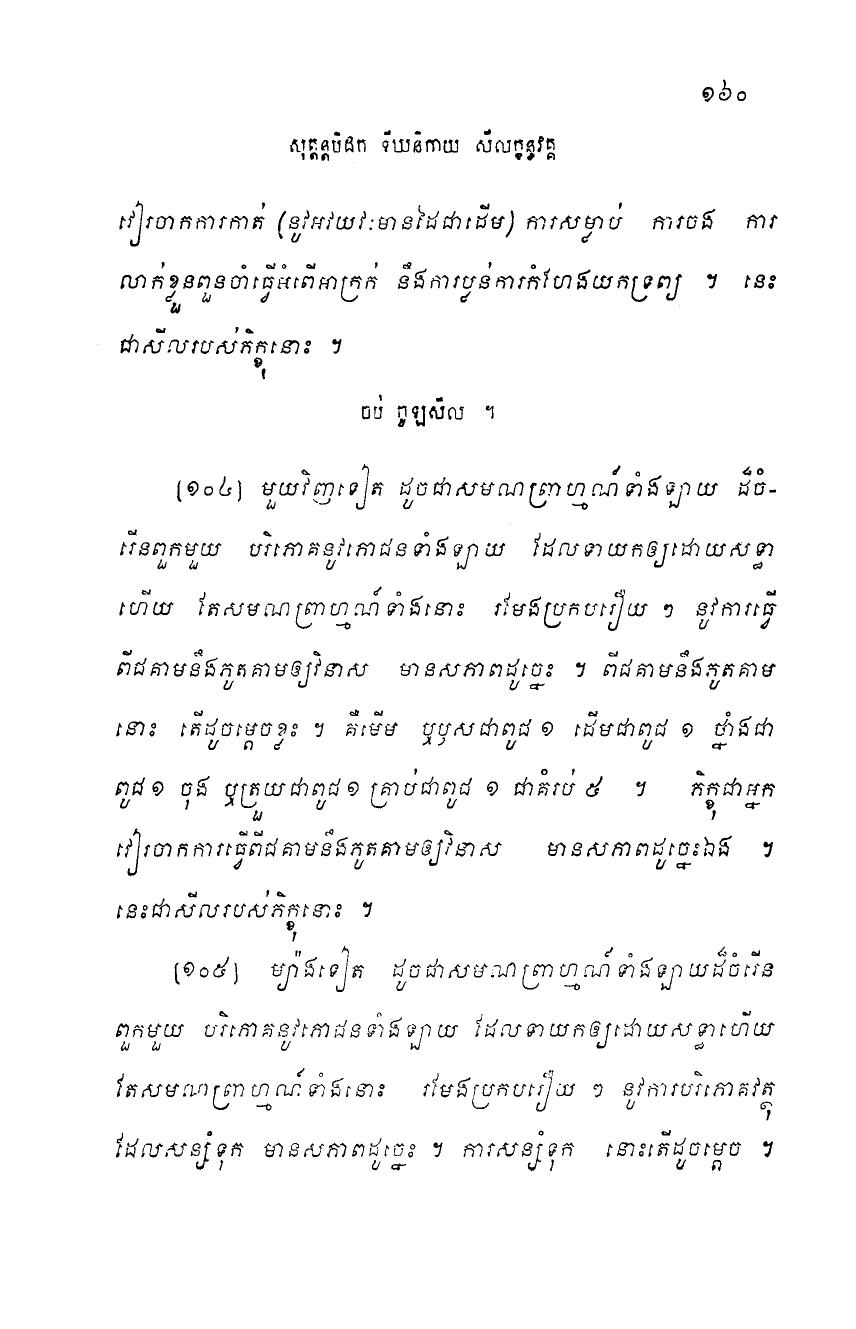 ១៦០
សុត្តន្តបិដក ទីឃនិកាយ សីលក្ខន្ធវគ្គ
វៀរចាកការកាត់ (នូវអវយវៈមានដៃជាដើម) ការសម្លាប់ ការចង ការ
លាក់ខ្លួនពួនចាំធ្វើអំពើអាក្រក់ នឹងការប្លន់ការកំហែងយកទ្រព្យ ។ នេះ
ជាសីលរបស់ភិក្ខុនោះ ។
ចប់ ចូឡសីល ។
[១០៤] មួយវិញទៀត ដូចជាសមណព្រាហ្មណ៍ទាំងឡាយ ដ៏ចំ-
រើនពួកមួយ បរិភោគនូវភោជនទាំងឡាយ ដែលទាយកឲ្យដោយសទ្ធា
ហើយ តែសមណព្រាហ្មណ៍ទាំងនោះ រមែងប្រកបរឿយ ៗ នូវការធ្វើ
ពីជគាមនឹងភូតគាមឲ្យវិនាស មានសភាពដូច្នេះ ។ ពីជគាមនឹងភូតគាម
នោះ តើដូចម្តេចខ្លះ ។ គឺមើម ឬឫសជាពូជ ១ ដើមជាពូជ ១ ថ្នាំងជា
ពូជ ១ ចុង ឬត្រួយជាពូជ ១ គ្រាប់ជាពូជ ១ ជាគំរប់ ៥ ។ ភិក្ខុជាអ្នក
វៀរចាកការធ្វើពីជគាមនឹងភូតគាមឲ្យវិនាស មានសភាពដូច្នេះឯង ។
នេះជាសីលរបស់ភិក្ខុនោះ ។
[១០៥] ម្យ៉ាងទៀត ដូចជាសមណព្រាហ្មណ៍ទាំងឡាយដ៏ចំរើន
ពួកមួយ បរិភោគនូវភោជនទាំងឡាយ ដែលទាយកឲ្យដោយសទ្ធាហើយ
តែសមណព្រាហ្មណ៍ទាំងនោះ រមែងប្រកបរឿយ ៗ នូវការបរិភោគវត្ថុ
ដែលសន្សំទុក មានសភាពដូច្នេះ ។ ការសន្សំទុក នោះតើដូចម្តេច ។